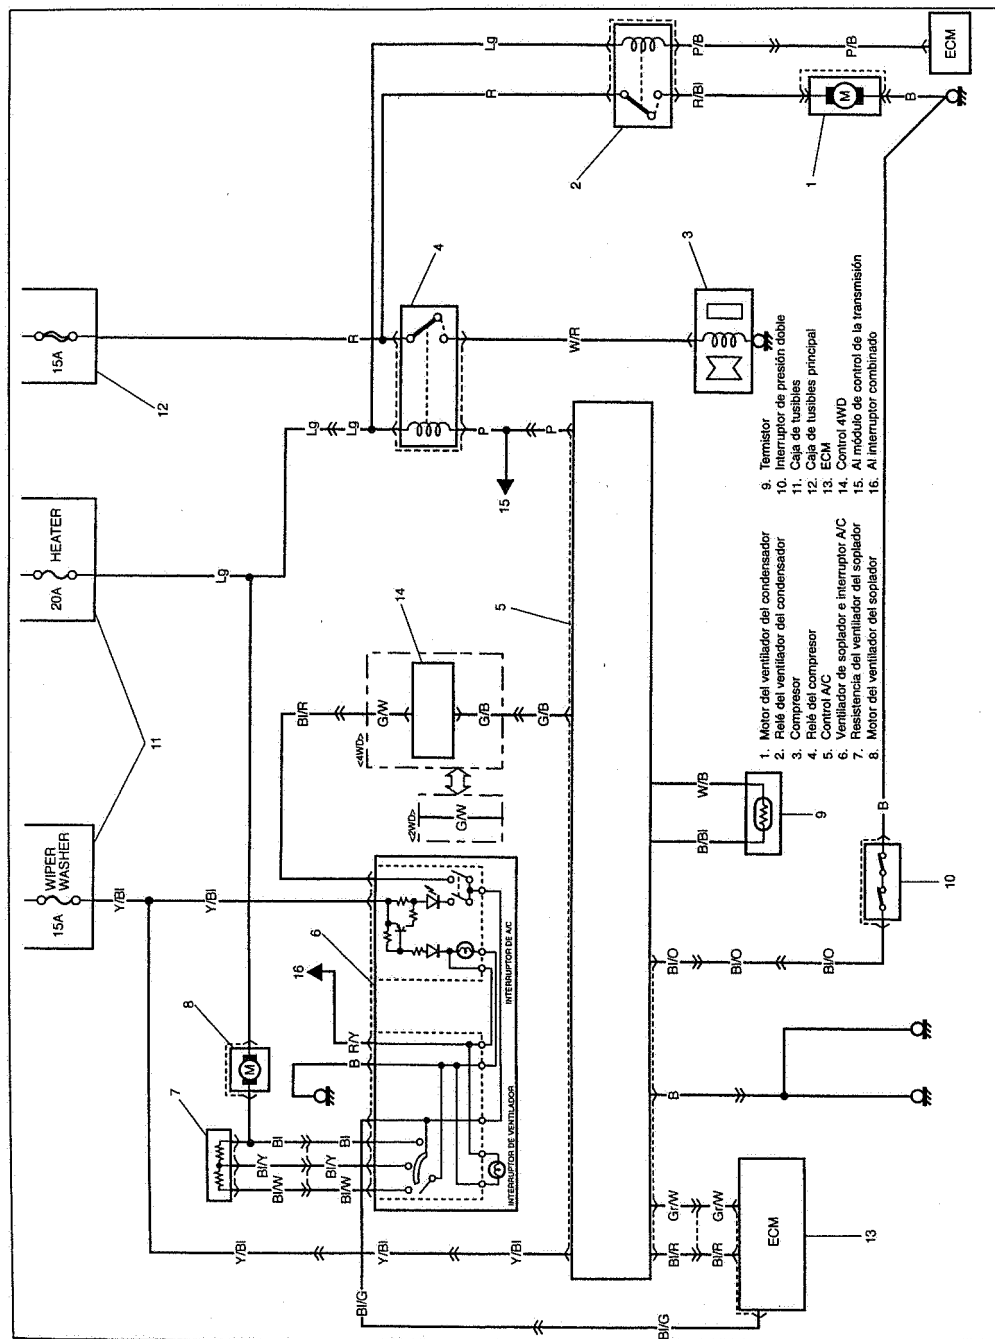 ECM
Lg
P/B
P/B
R
R/Bl
B
2
1
15A
12
R
4
W/R
3
Lg
Lg
Lg
P
P
15
HEATER
20A
Lg
11
5
14
Bl/R
<4WD>
G/W
G/B
G/B
<2WD>
G/W
WIPER
WASHER
15A
Y/Bl
Y/Bl
6
16
R/Y
B
INTERRUPTOR DE A/C
INTERRUPTOR DE VENTILADOR
8
M
7
Bl
Bl
Bl/Y
Bl/Y
Bl/W
Bl/W
Y/Bl
Y/Bl
Y/Bl
Bl/G
Bl/G
W/B
B/Bl
9
B
10
Bl/O
Bl/O
Bl/O
B
Gr/W
Gr/W
Bl/R
Bl/R
ECM
13
M
1. Motor del ventilador del condensador
2. Relé del ventilador del condensador
3. Compresor
4. Relé del compresor
5. Control A/C
6. Ventilador de soplador e interruptor A/C
7. Resistencia del ventilador del soplador
8. Motor del ventilador del soplador
9. Termistor
10. Interruptor de presión doble
11. Caja de tusibles
12. Caja de tusibles principal
13. ECM
14. Control 4WD
15. Al módulo de control de la transmisión
16. Al interruptor combinado